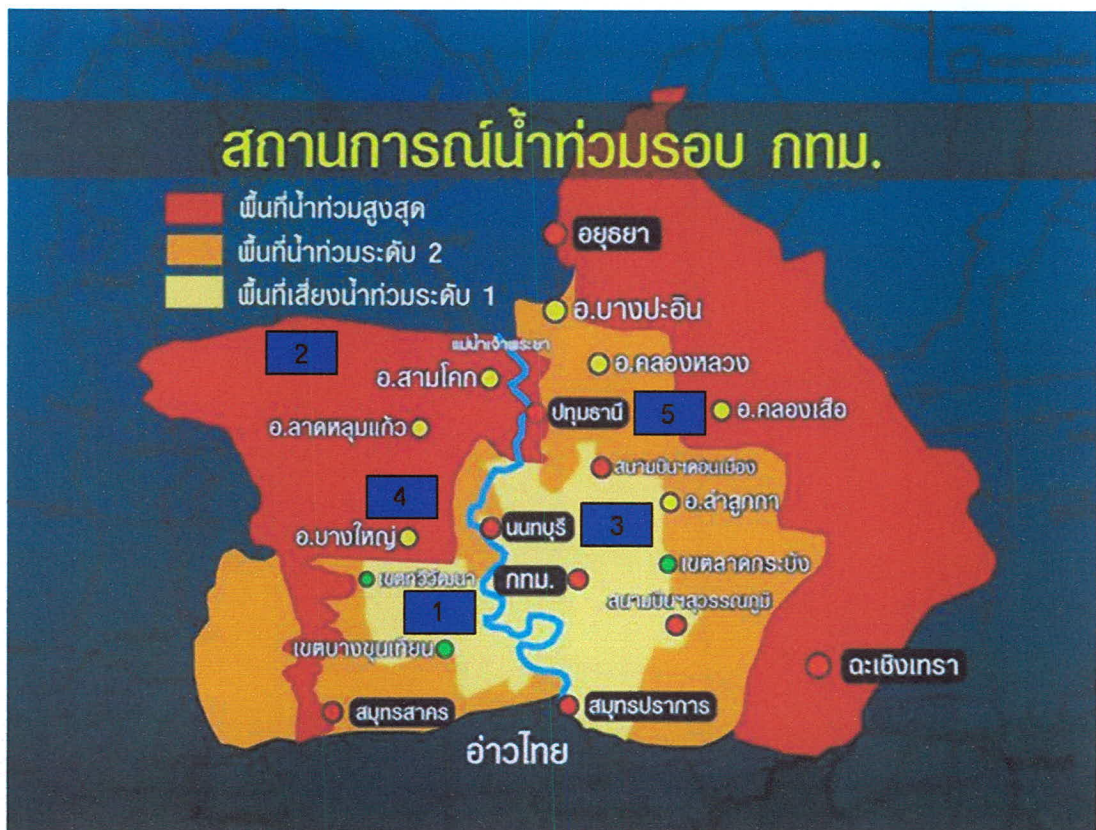 สถานการณ์น้ำท่วมรอบ กทม.
พื้นที่น้ำท่วมสูงสุด
พื้นที่น้ำท่วมระดับ 2
พื้นที่เสี่ยงน้ำท่วมระดับ 1
อยุธยา
อ.บางปะอิน
แม่น้ำเจ้าพระยา
2
อ.คลองหลวง
อ.สามโคก
ปทุมธานี
5
อ.คลองเสือ
อ.ลาดหลุมแก้ว
สนามบินฯดอนเมือง
4
อ.ลำลูกกา
นนทบุรี
3
อ.บางใหญ่
เขตลาดกระบัง
เขตทวีวัฒนา
กทม.
1
สนามบินฯสุวรรณภูมิ
เขตบางขุนเทียน
ฉะเชิงเทรา
สมุทรสาคร
สมุทรปราการ
อ่าวไทย